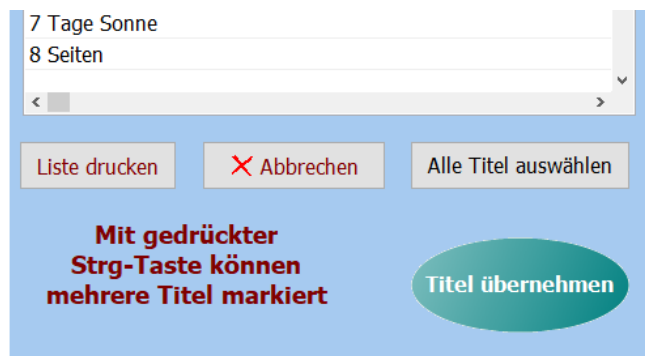 7 Tage Sonne
8 Seiten
Liste drucken
Abbrechen
Alle Titel auswählen
Mit gedrückter
Strg-Taste können
mehrere Titel markiert
Titel übernehmen